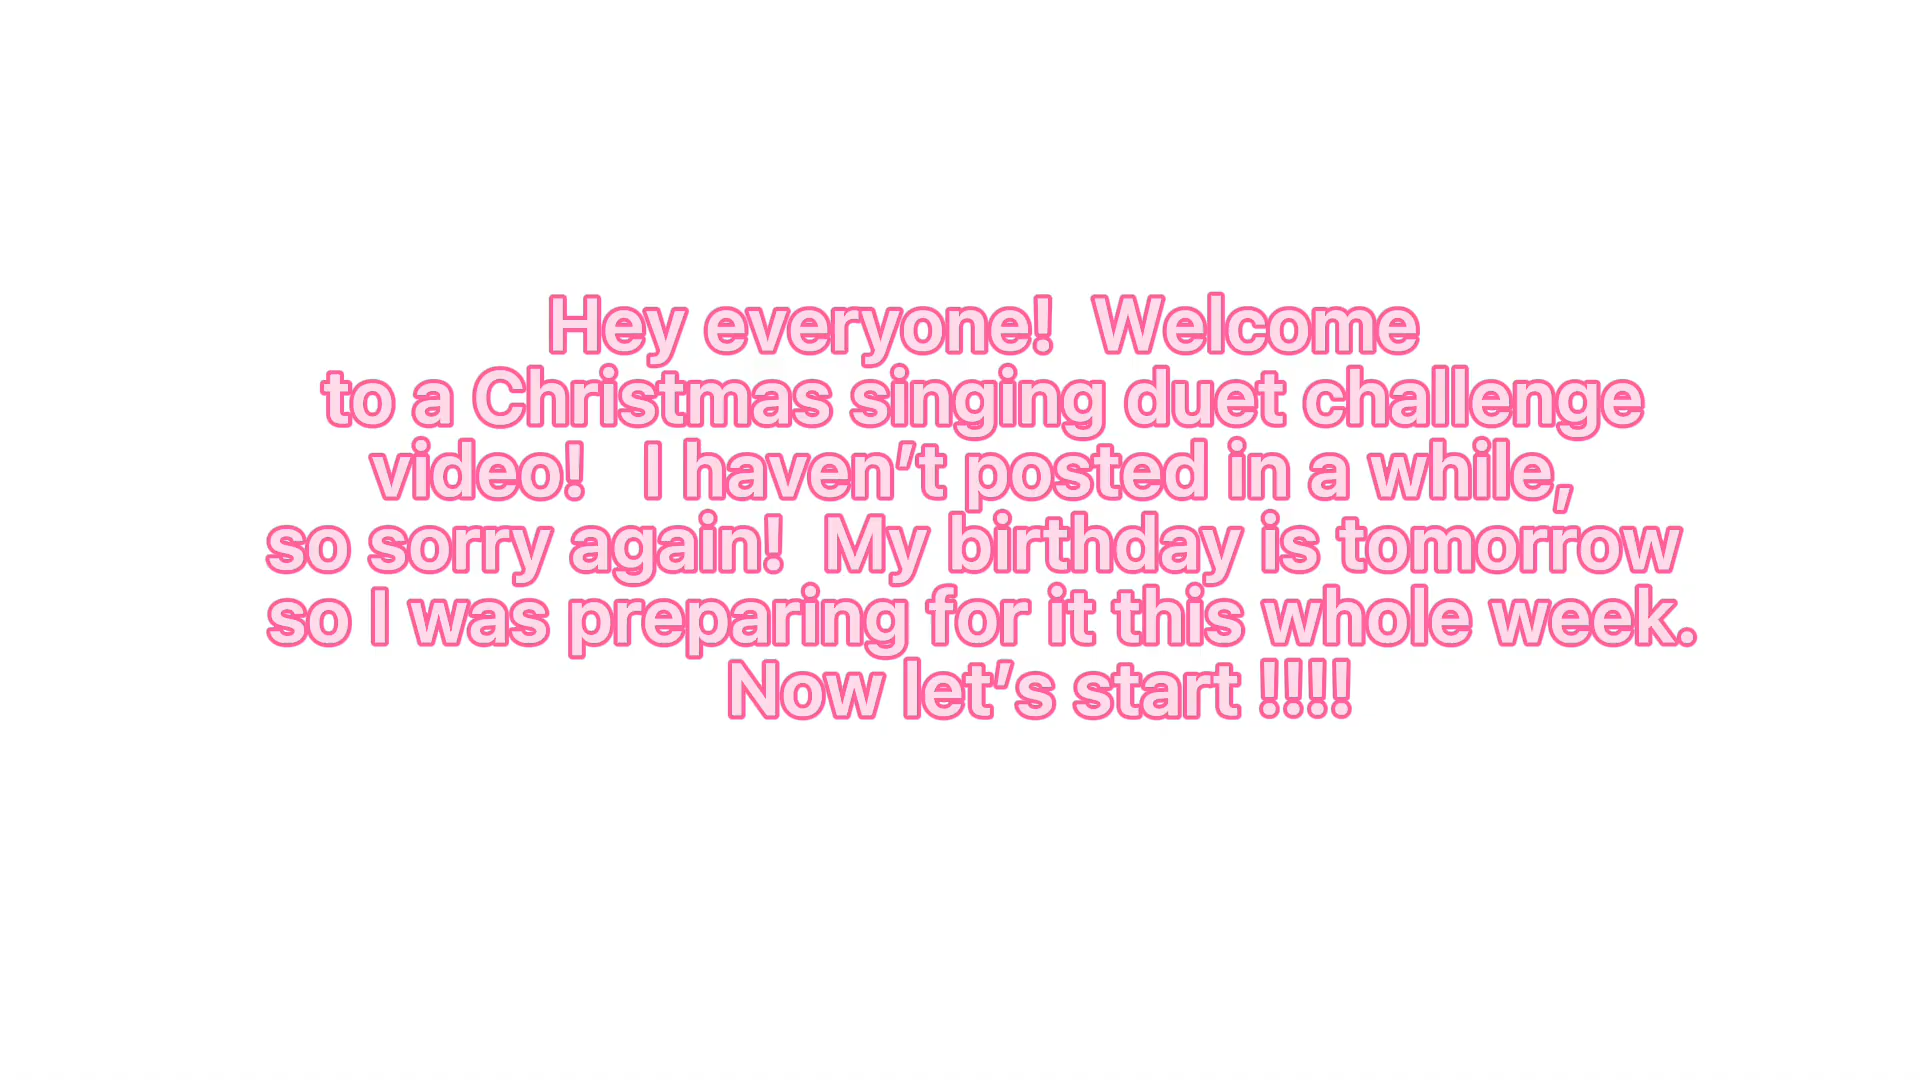 Hey everyone!  Welcome
to a Christmas singing duet challenge
video!   I haven’t posted in a while,
so sorry again!  My birthday is tomorrow
so I was preparing for it this whole week.
Now let’s start !!!!